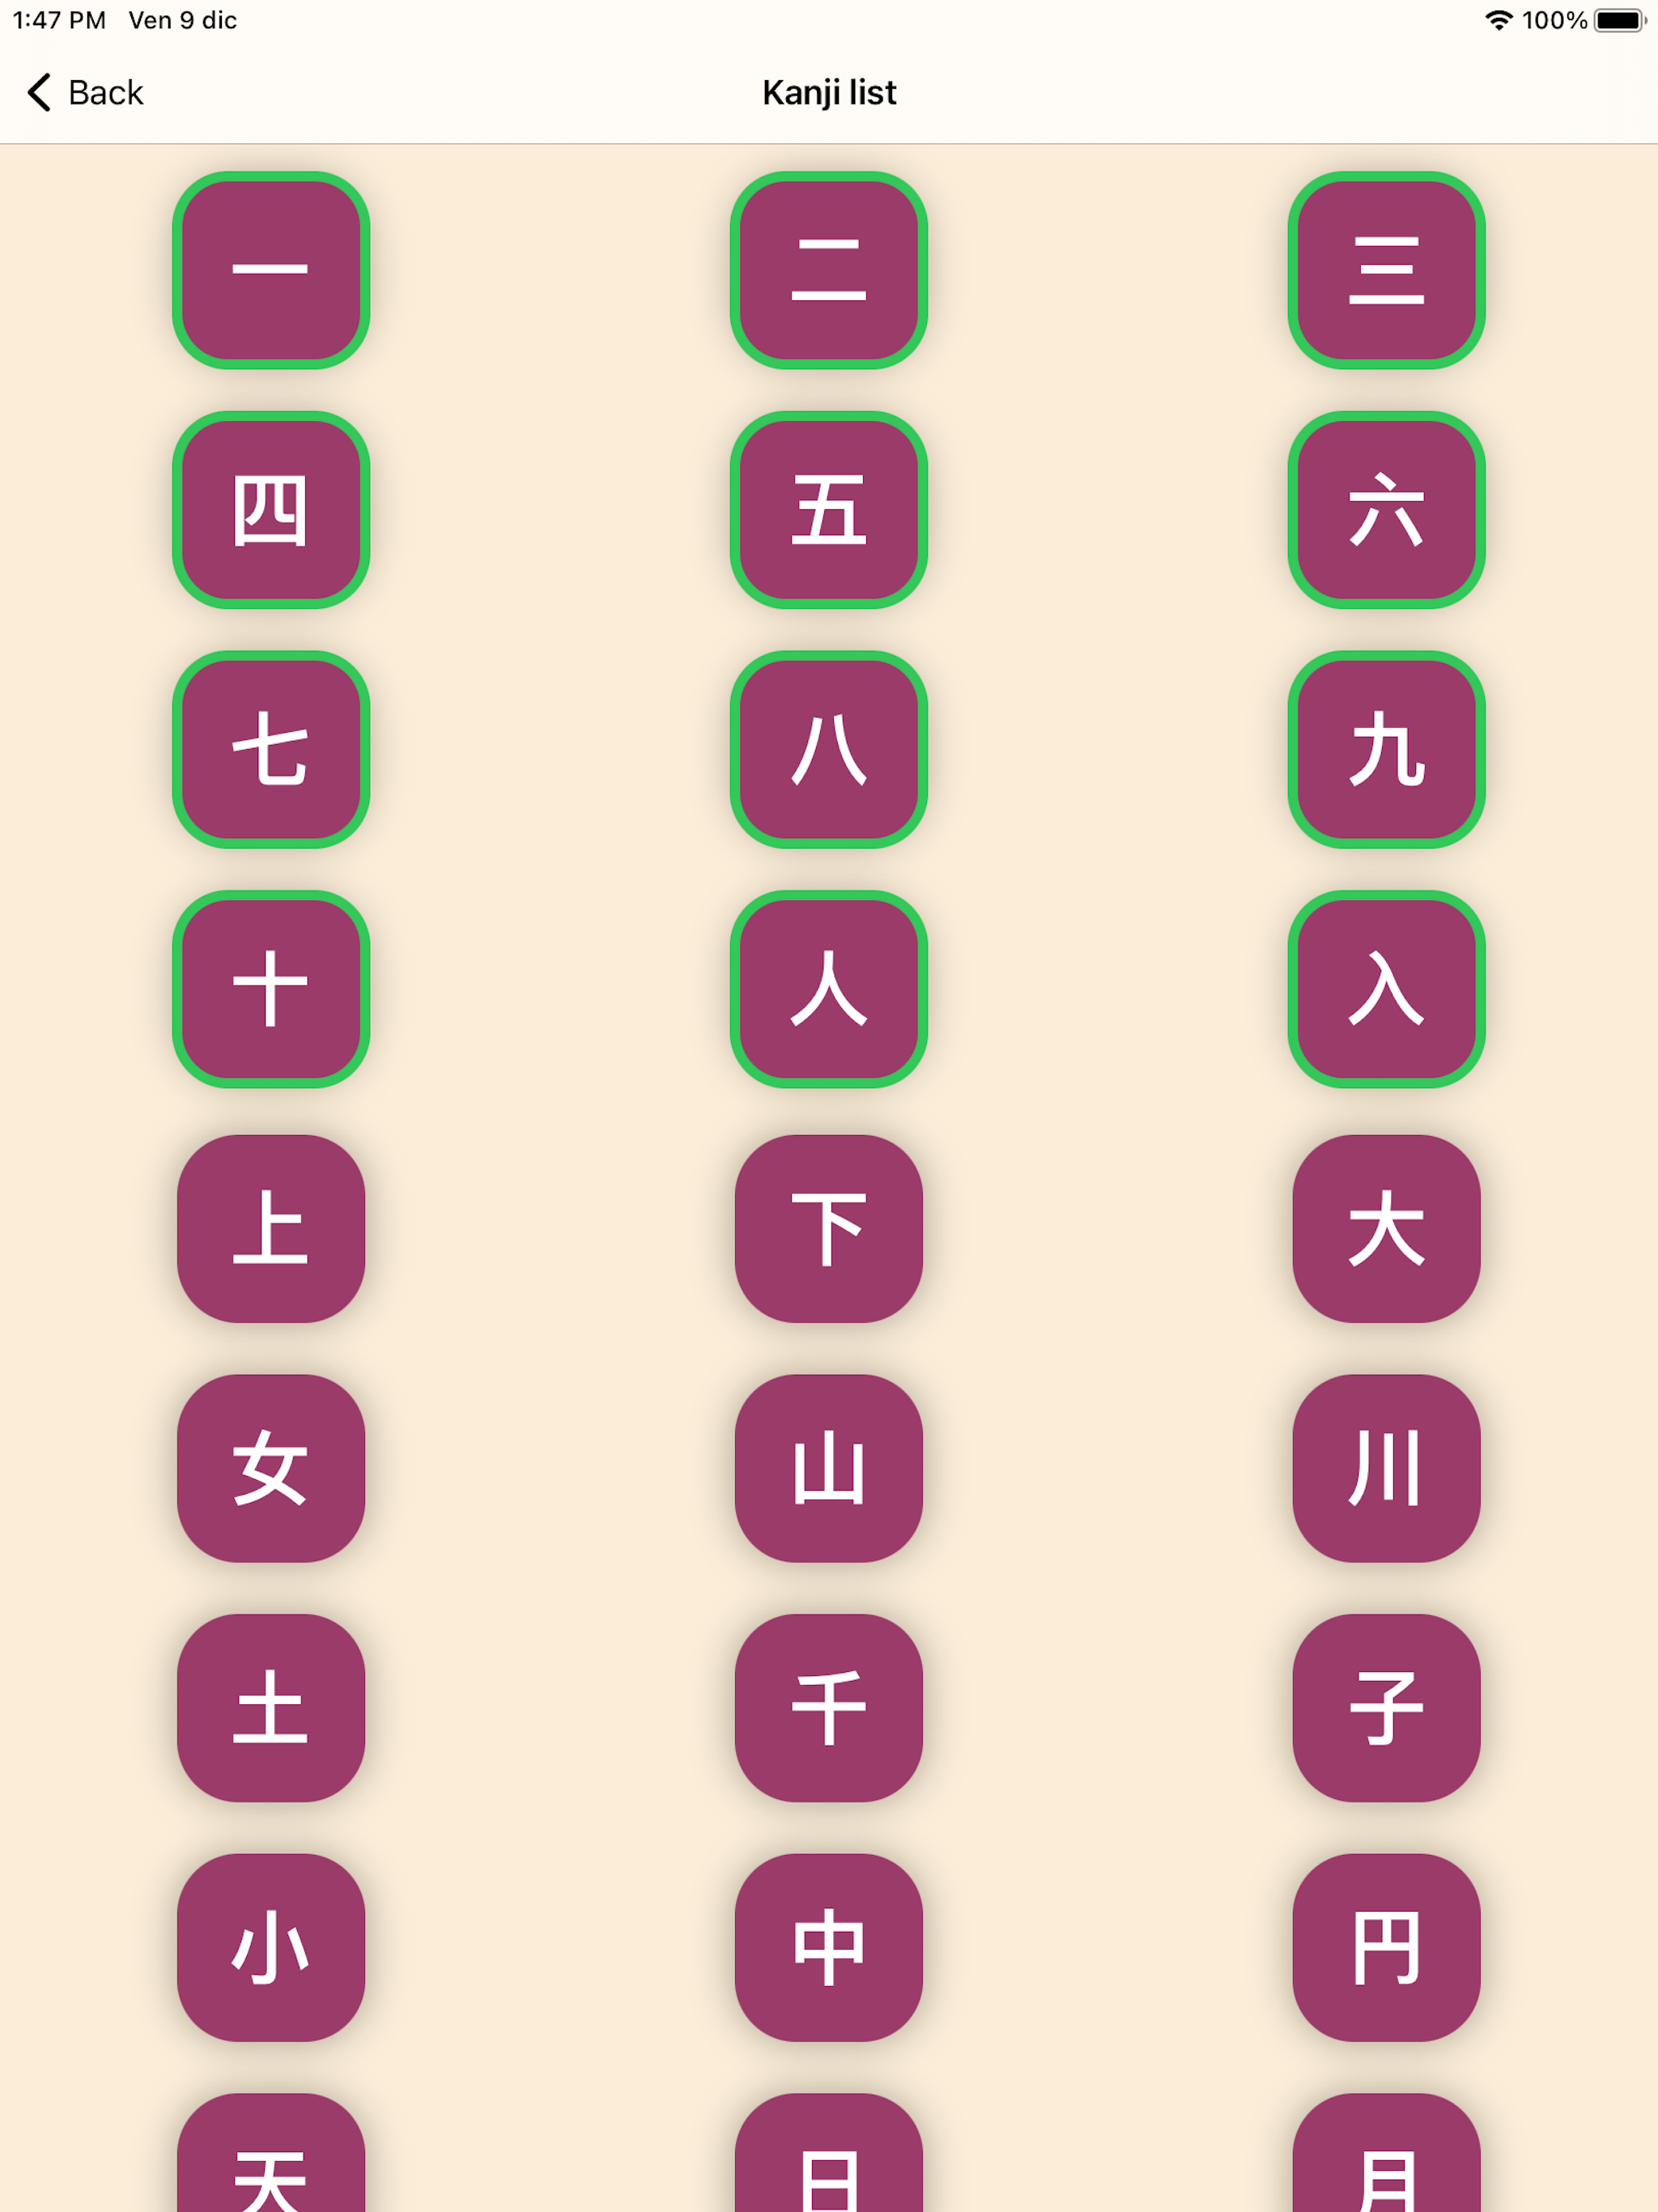 1:47 PM Ven 9 dic 100%
Back Kanji list
一 二 三
四 五 六
七 八 九
十 人 入
上 下 大
女 山 川
土 千 子
小 中 円
天 日 月